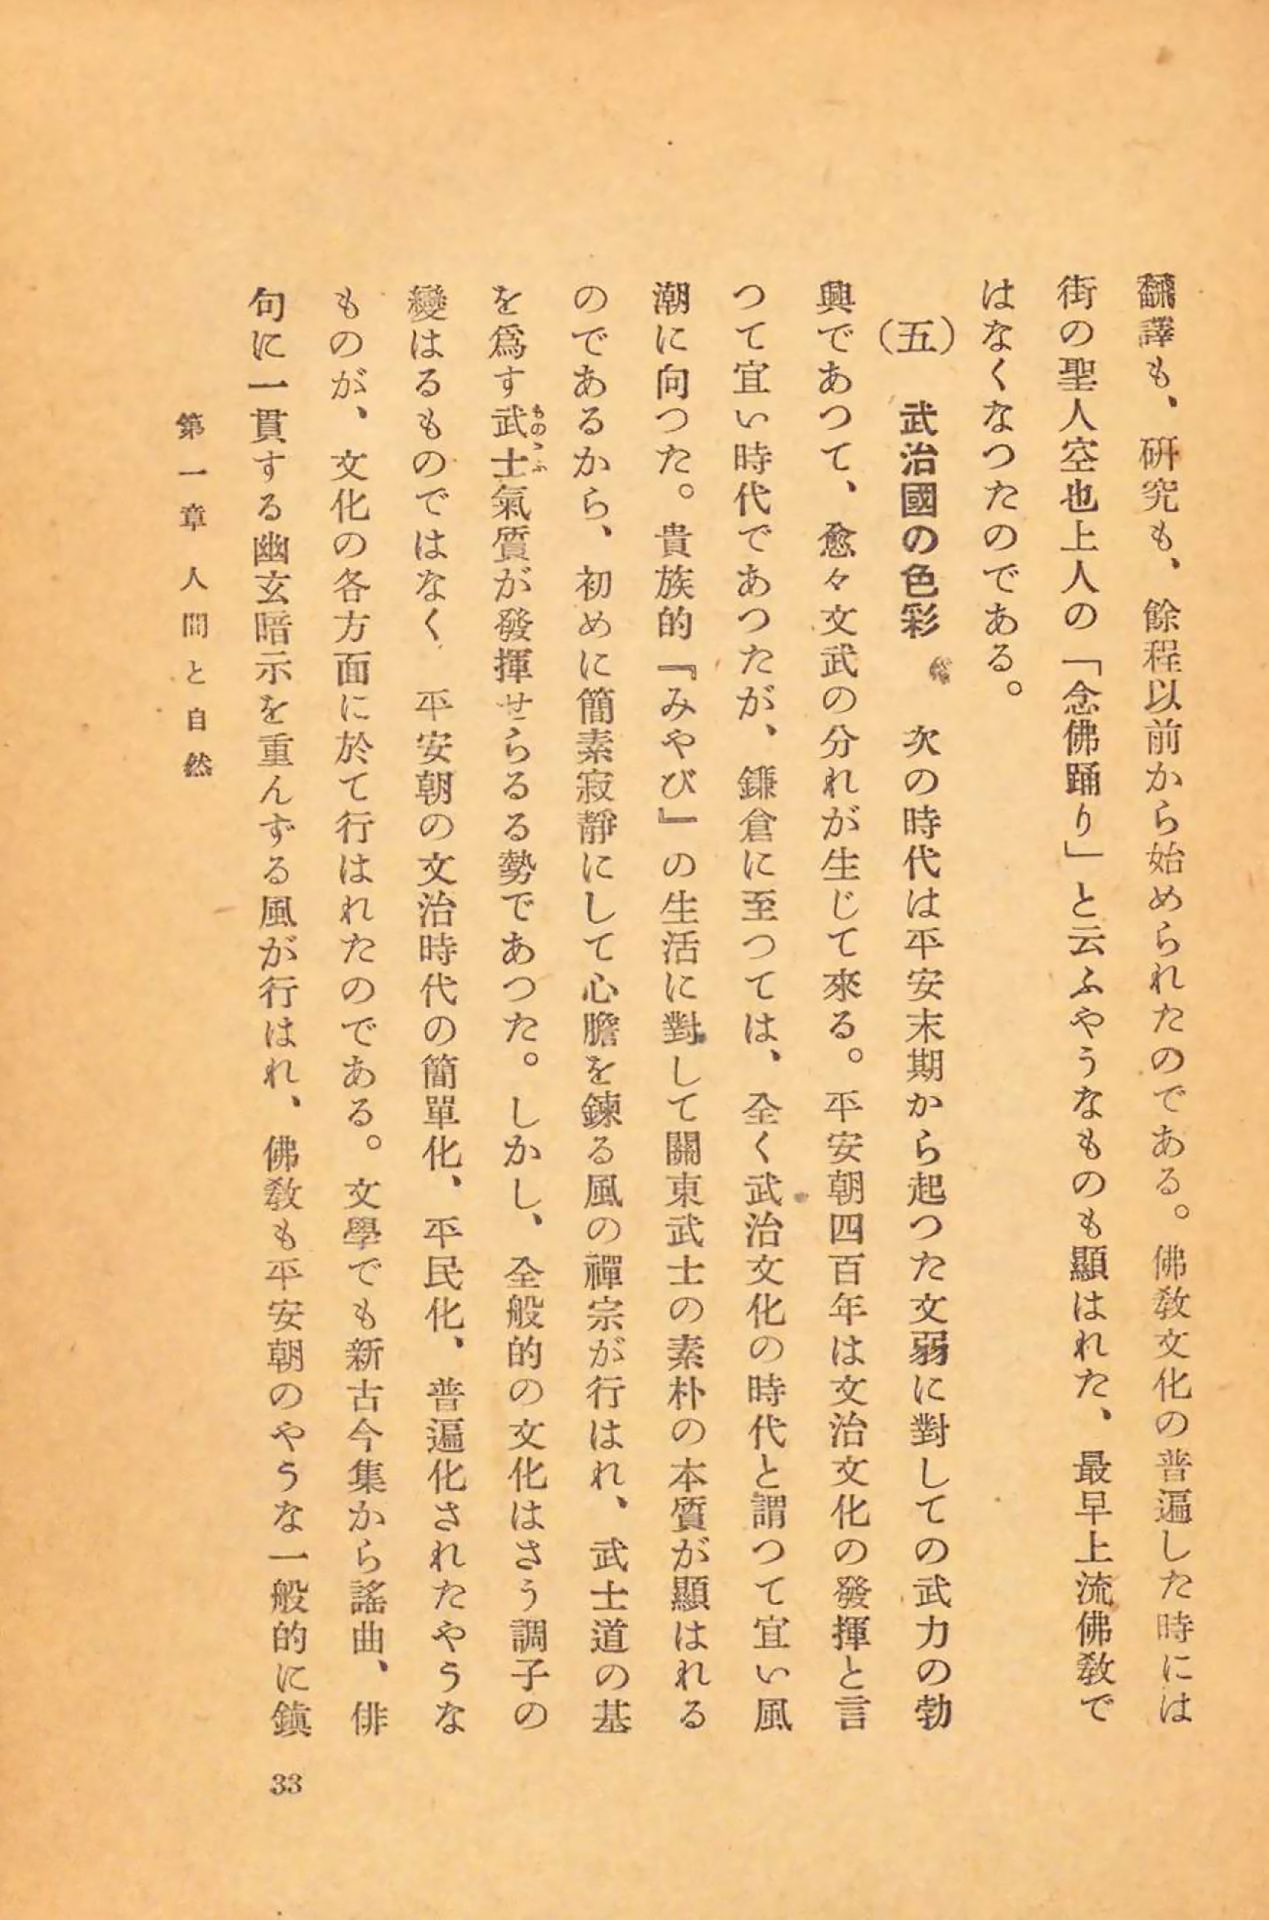 飜譯も、研究も、餘程以前から始められたのである。佛敎文化の普遍した時には
街の聖人空也上人の「念佛踊り」と云ふやうなものも顯はれた、最早上流佛敎で
はなくなつたのである。
（五）　武治國の色彩　次の時代は平安末期から起つた文弱に對しての武力の勃
興であつて、愈々文武の分れが生じて來る。平安朝四百年は文治文化の發揮と言
つて宜い時代であつたが、鎌倉に至つては、全く武治文化の時代と謂つて宜い風
潮に向つた。貴族的『みやび』の生活に對して關東武士の素朴の本質が顯はれる
のであるから、初めに簡素寂靜にして心膽を鍊る風の禪宗が行はれ、武士道の基
を爲す武士氣質が發揮せらるる勢であつた。しかし、全般的の文化はさう調子の
ものゝふ
變はるものではなく、平安朝の文治時代の簡單化、平民化、普遍化されたやうな
ものが、文化の各方面に於て行はれたのである。文學でも新古今集から謠曲、俳
句に一貫する幽玄暗示を重んずる風が行はれ、佛敎も平安朝のやうな一般的に鎭
第一章　人間と自然
33